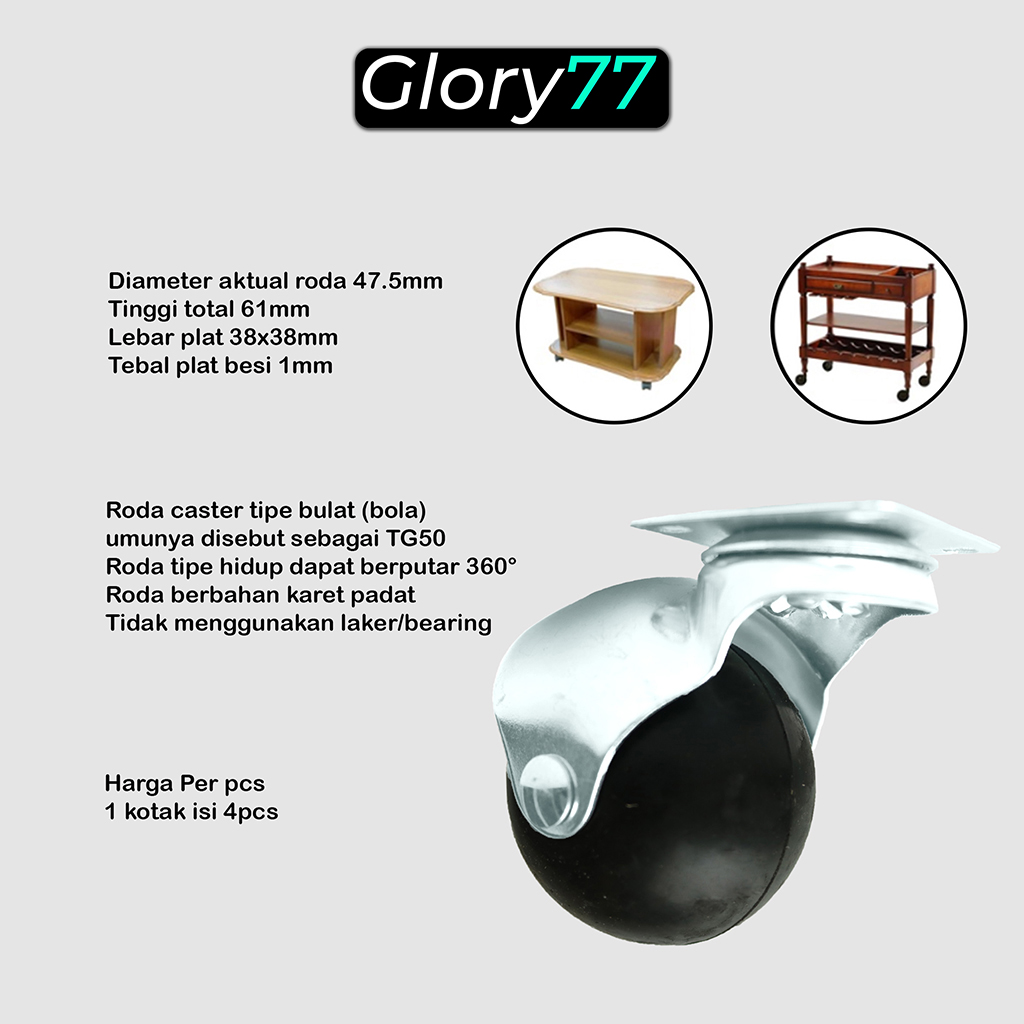 Glory77
Diameter aktual roda 47.5mm
Tinggi total 61mm
Lebar plat 38x38mm
Tebal plat besi 1mm
Roda caster tipe bulat (bola)
umunya disebut sebagai TG50
Roda tipe hidup dapat berputar 360°
Roda berbahan karet padat
Tidak menggunakan laker/bearing
Harga Per pcs
1 kotak isi 4pcs